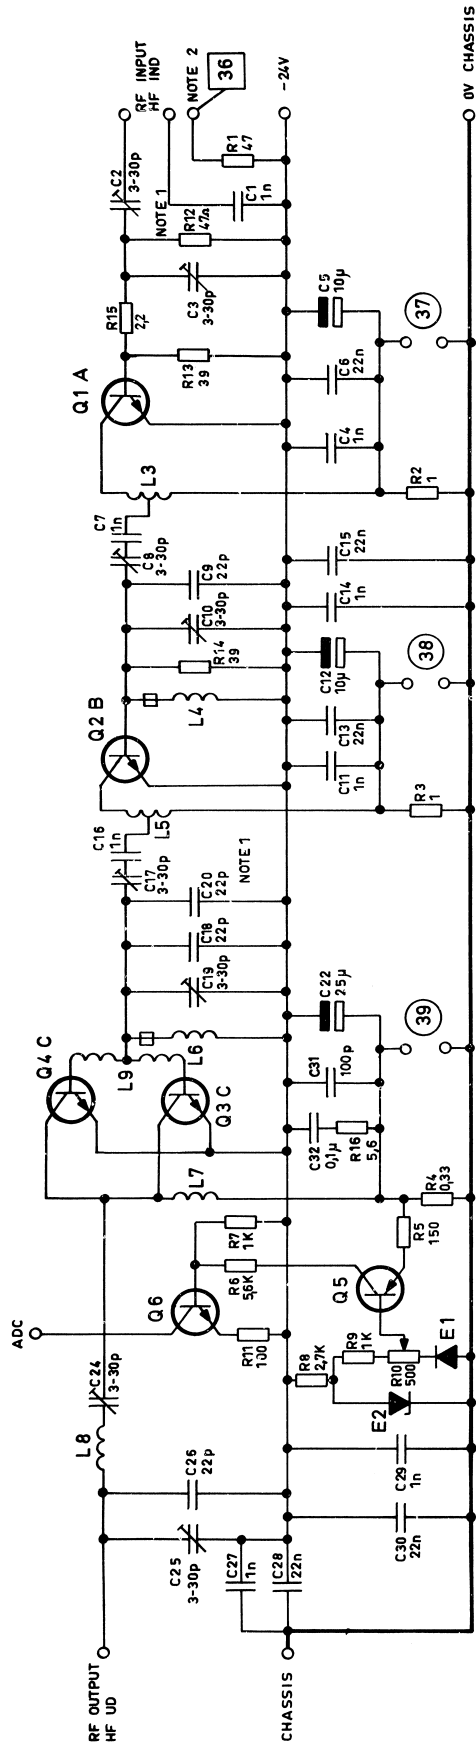 RF OUTPUT
HF UD
CHASSIS
C25
3-30p
C26
22p
C27
1n
C28
22n
L8
C24
3-30p
ADC
Q6
R11
100
R6
5,6K
R7
1K
R8
2,7K
R9
1K
R10
500
E1
E2
C29
1n
C30
22n
Q5
R5
150
R4
0,33
L7
Q4 C
Q3 C
L9
L6
C32
0,1µ
R16
5,6
C31
100p
C22
25µ
39
C19
3-30p
C18
22p
C20
22p
NOTE 1
C17
3-30p
C16
1n
L5
Q2 B
L4
R14
39
C10
3-30p
C9
22p
C8
3-30p
C7
1n
L3
R3
1
C11
1n
C13
22n
C12
10µ
38
C14
1n
C15
22n
Q1 A
R13
39
R15
2,2
C3
3-30p
R12
47Ω
NOTE 1
C2
3-30p
C1
1n
R1
47
R2
1
C4
1n
C6
22n
C5
10µ
37
RF INPUT
HF IND
NOTE 2
36
-24V
0V CHASSIS